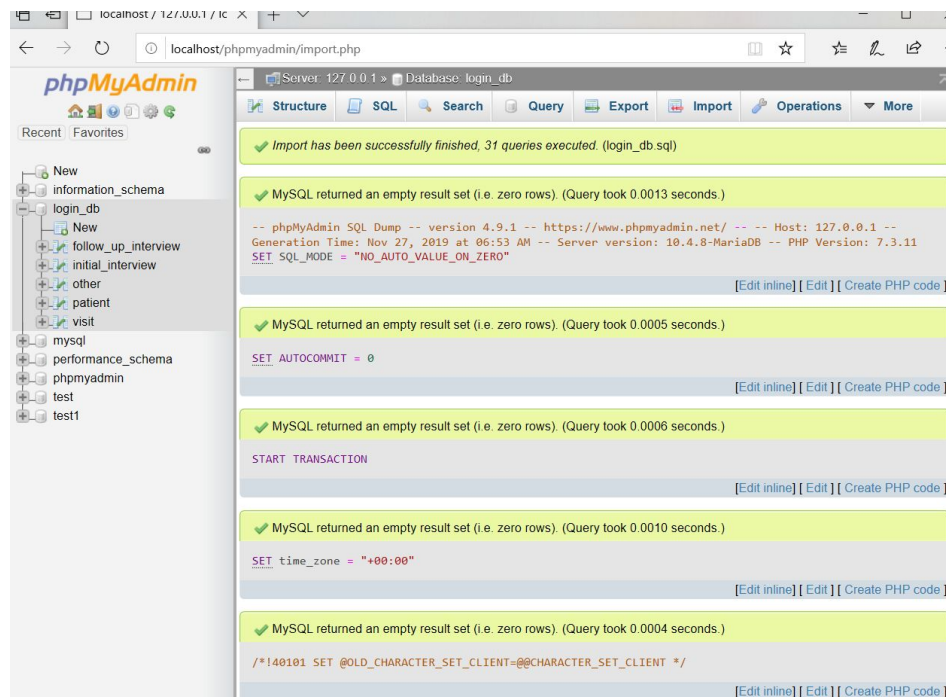 localhost / 127.0.0.1 / lc
localhost/phpmyadmin/import.php
phpMyAdmin
Recent Favorites
New
information_schema
login_db
New
follow_up_interview
initial_interview
other
patient
visit
mysql
performance_schema
phpmyadmin
test
test1
Server: 127.0.0.1 » Database: login_db
Structure SQL Search Query Export Import Operations More
Import has been successfully finished, 31 queries executed. (login_db.sql)
MySQL returned an empty result set (i.e. zero rows). (Query took 0.0013 seconds.)
-- phpMyAdmin SQL Dump -- version 4.9.1 -- https://www.phpmyadmin.net/ -- -- Host: 127.0.0.1 --
Generation Time: Nov 27, 2019 at 06:53 AM -- Server version: 10.4.8-MariaDB -- PHP Version: 7.3.11
SET SQL_MODE = "NO_AUTO_VALUE_ON_ZERO"
[Edit inline] [ Edit ] [ Create PHP code ]
MySQL returned an empty result set (i.e. zero rows). (Query took 0.0005 seconds.)
SET AUTOCOMMIT = 0
[Edit inline] [ Edit ] [ Create PHP code ]
MySQL returned an empty result set (i.e. zero rows). (Query took 0.0006 seconds.)
START TRANSACTION
[Edit inline] [ Edit ] [ Create PHP code ]
MySQL returned an empty result set (i.e. zero rows). (Query took 0.0010 seconds.)
SET time_zone = "+00:00"
[Edit inline] [ Edit ] [ Create PHP code ]
MySQL returned an empty result set (i.e. zero rows). (Query took 0.0004 seconds.)
/*!40101 SET @OLD_CHARACTER_SET_CLIENT=@@CHARACTER_SET_CLIENT */
[Edit inline] [ Edit ] [ Create PHP code ]